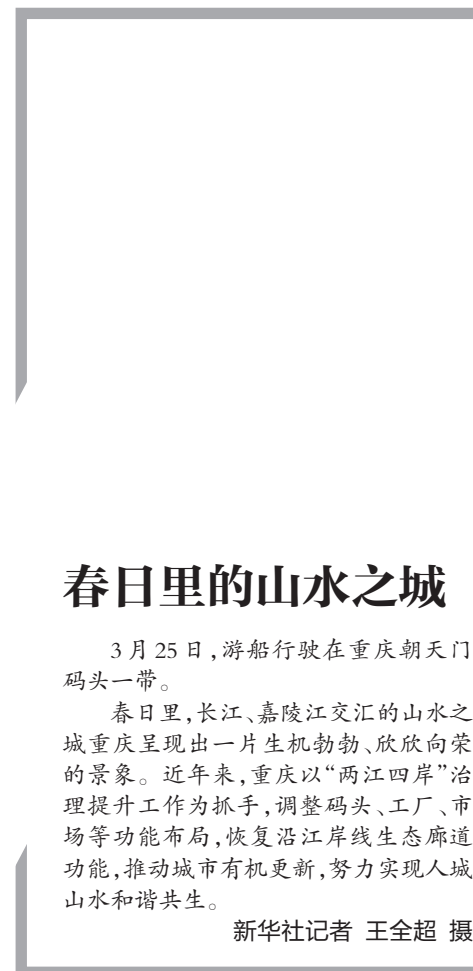 春日里的山水之城
3月25日,游船行驶在重庆朝天门
码头一带。
春日里,长江、嘉陵江交汇的山水之
城重庆呈现出一片生机勃勃、欣欣向荣
的景象。近年来,重庆以“两江四岸”治
理提升工作为抓手,调整码头、工厂、市
场等功能布局,恢复沿江岸线生态廊道
功能,推动城市有机更新,努力实现人城
山水和谐共生。
新华社记者 王全超 摄